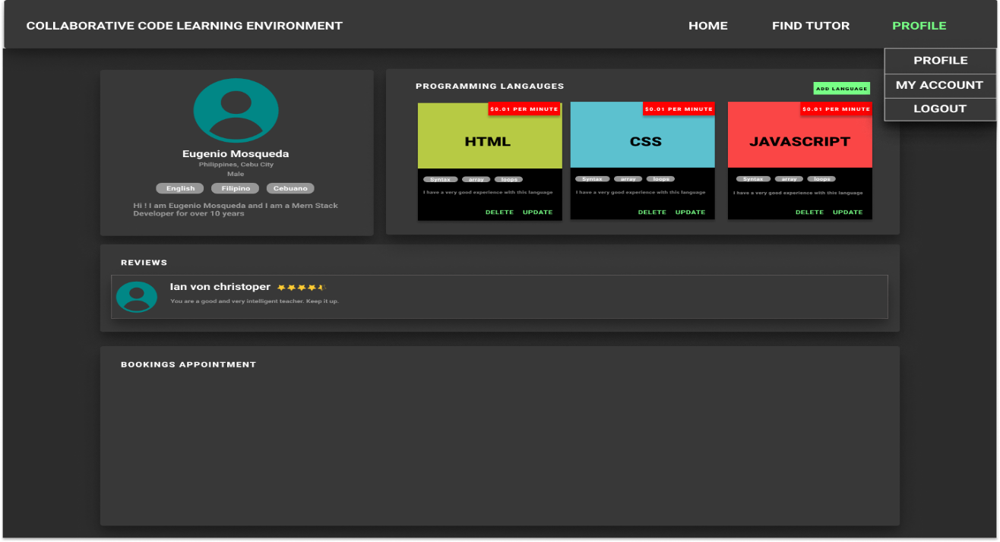 COLLABORATIVE CODE LEARNING ENVIRONMENT
HOME
FIND TUTOR
PROFILE
PROFILE
MY ACCOUNT
LOGOUT
Eugenio Mosqueda
Philippines, Cebu City
Male
English
Filipino
Cebuano
Hi ! I am Eugenio Mosqueda and I am a Mern Stack
Developer for over 10 years
PROGRAMMING LANGAUGES
ADD LANGUAGE
$0.01 PER MINUTE
HTML
Syntax
array
loops
I have a very good experience with this language
DELETE
UPDATE
$0.01 PER MINUTE
CSS
Syntax
array
loops
I have a very good experience with this language
DELETE
UPDATE
$0.01 PER MINUTE
JAVASCRIPT
Syntax
array
loops
I have a very good experience with this language
DELETE
UPDATE
REVIEWS
Ian von christoper
You are a good and very intelligent teacher. Keep it up.
BOOKINGS APPOINTMENT